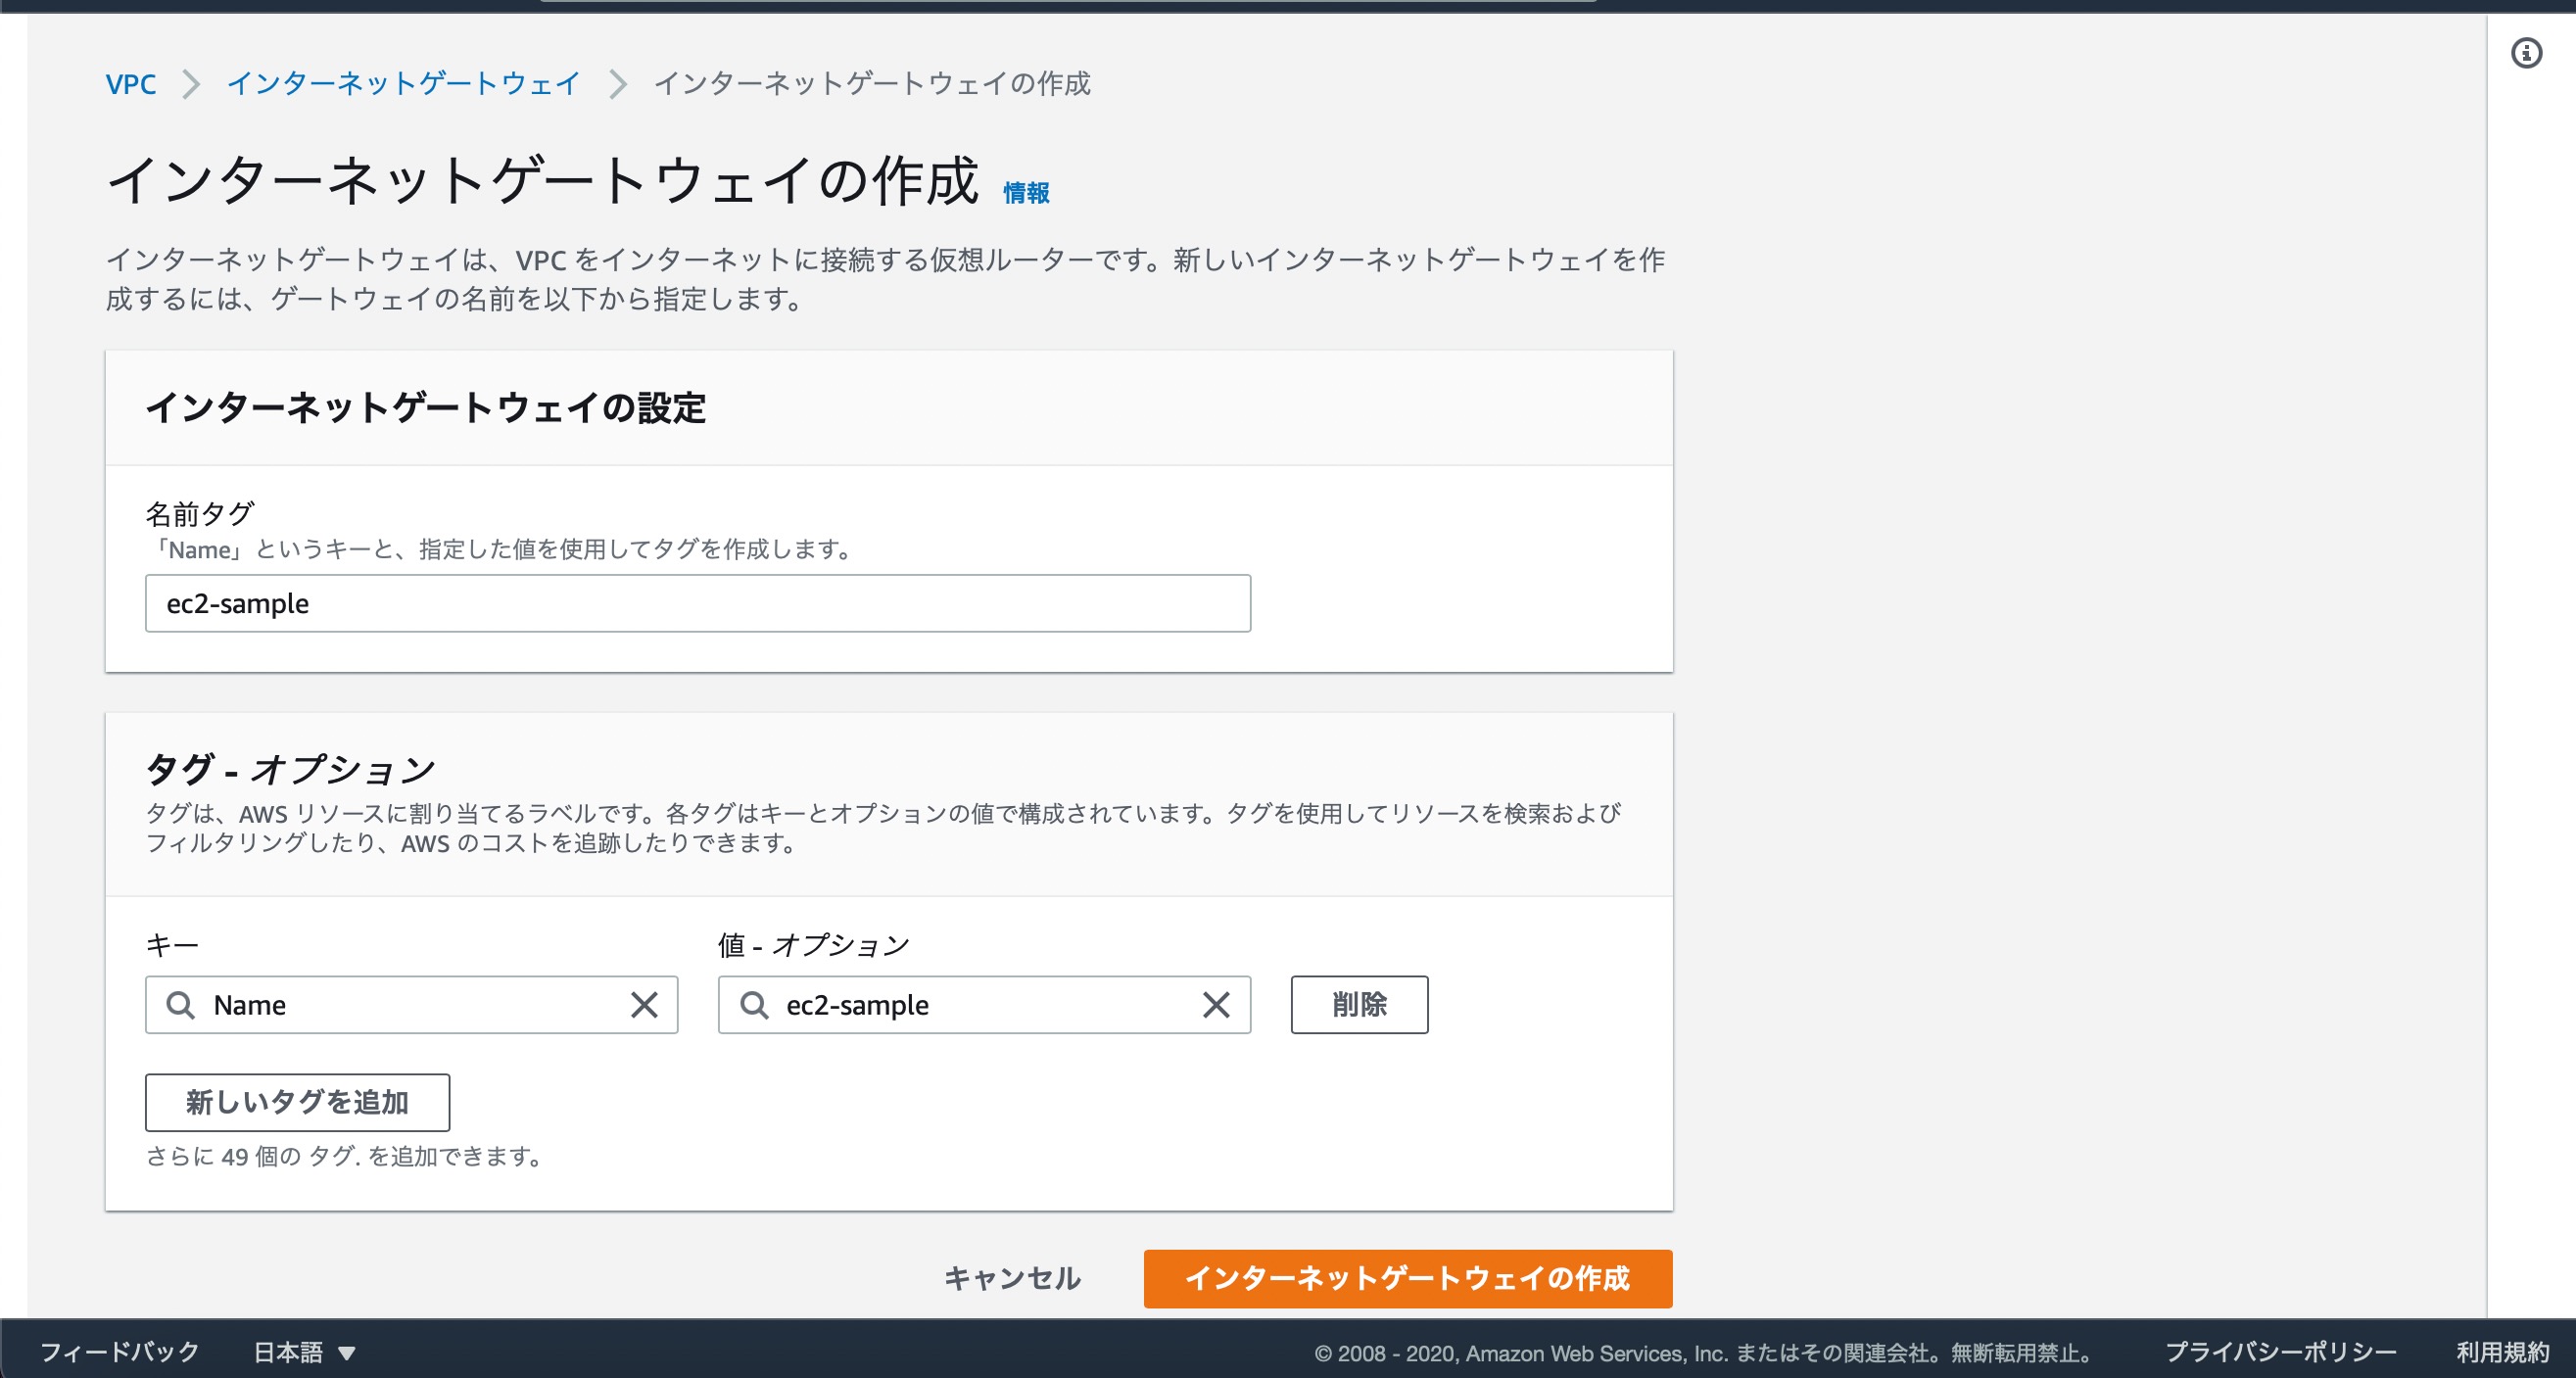 VPC > インターネットゲートウェイ > インターネットゲートウェイの作成
インターネットゲートウェイの作成 情報
インターネットゲートウェイは、VPC をインターネットに接続する仮想ルーターです。新しいインターネットゲートウェイを作
成するには、ゲートウェイの名前を以下から指定します。
インターネットゲートウェイの設定
名前タグ
「Name」というキーと、指定した値を使用してタグを作成します。
ec2-sample
タグ - オプション
タグは、AWS リソースに割り当てるラベルです。各タグはキーとオプションの値で構成されています。タグを使用してリソースを検索および
フィルタリングしたり、AWS のコストを追跡したりできます。
キー 値 - オプション
Name ec2-sample 削除
新しいタグを追加
さらに 49 個の タグ. を追加できます。
キャンセル インターネットゲートウェイの作成
フィードバック 日本語 © 2008 - 2020, Amazon Web Services, Inc. またはその関連会社。無断転用禁止。 プライバシーポリシー 利用規約